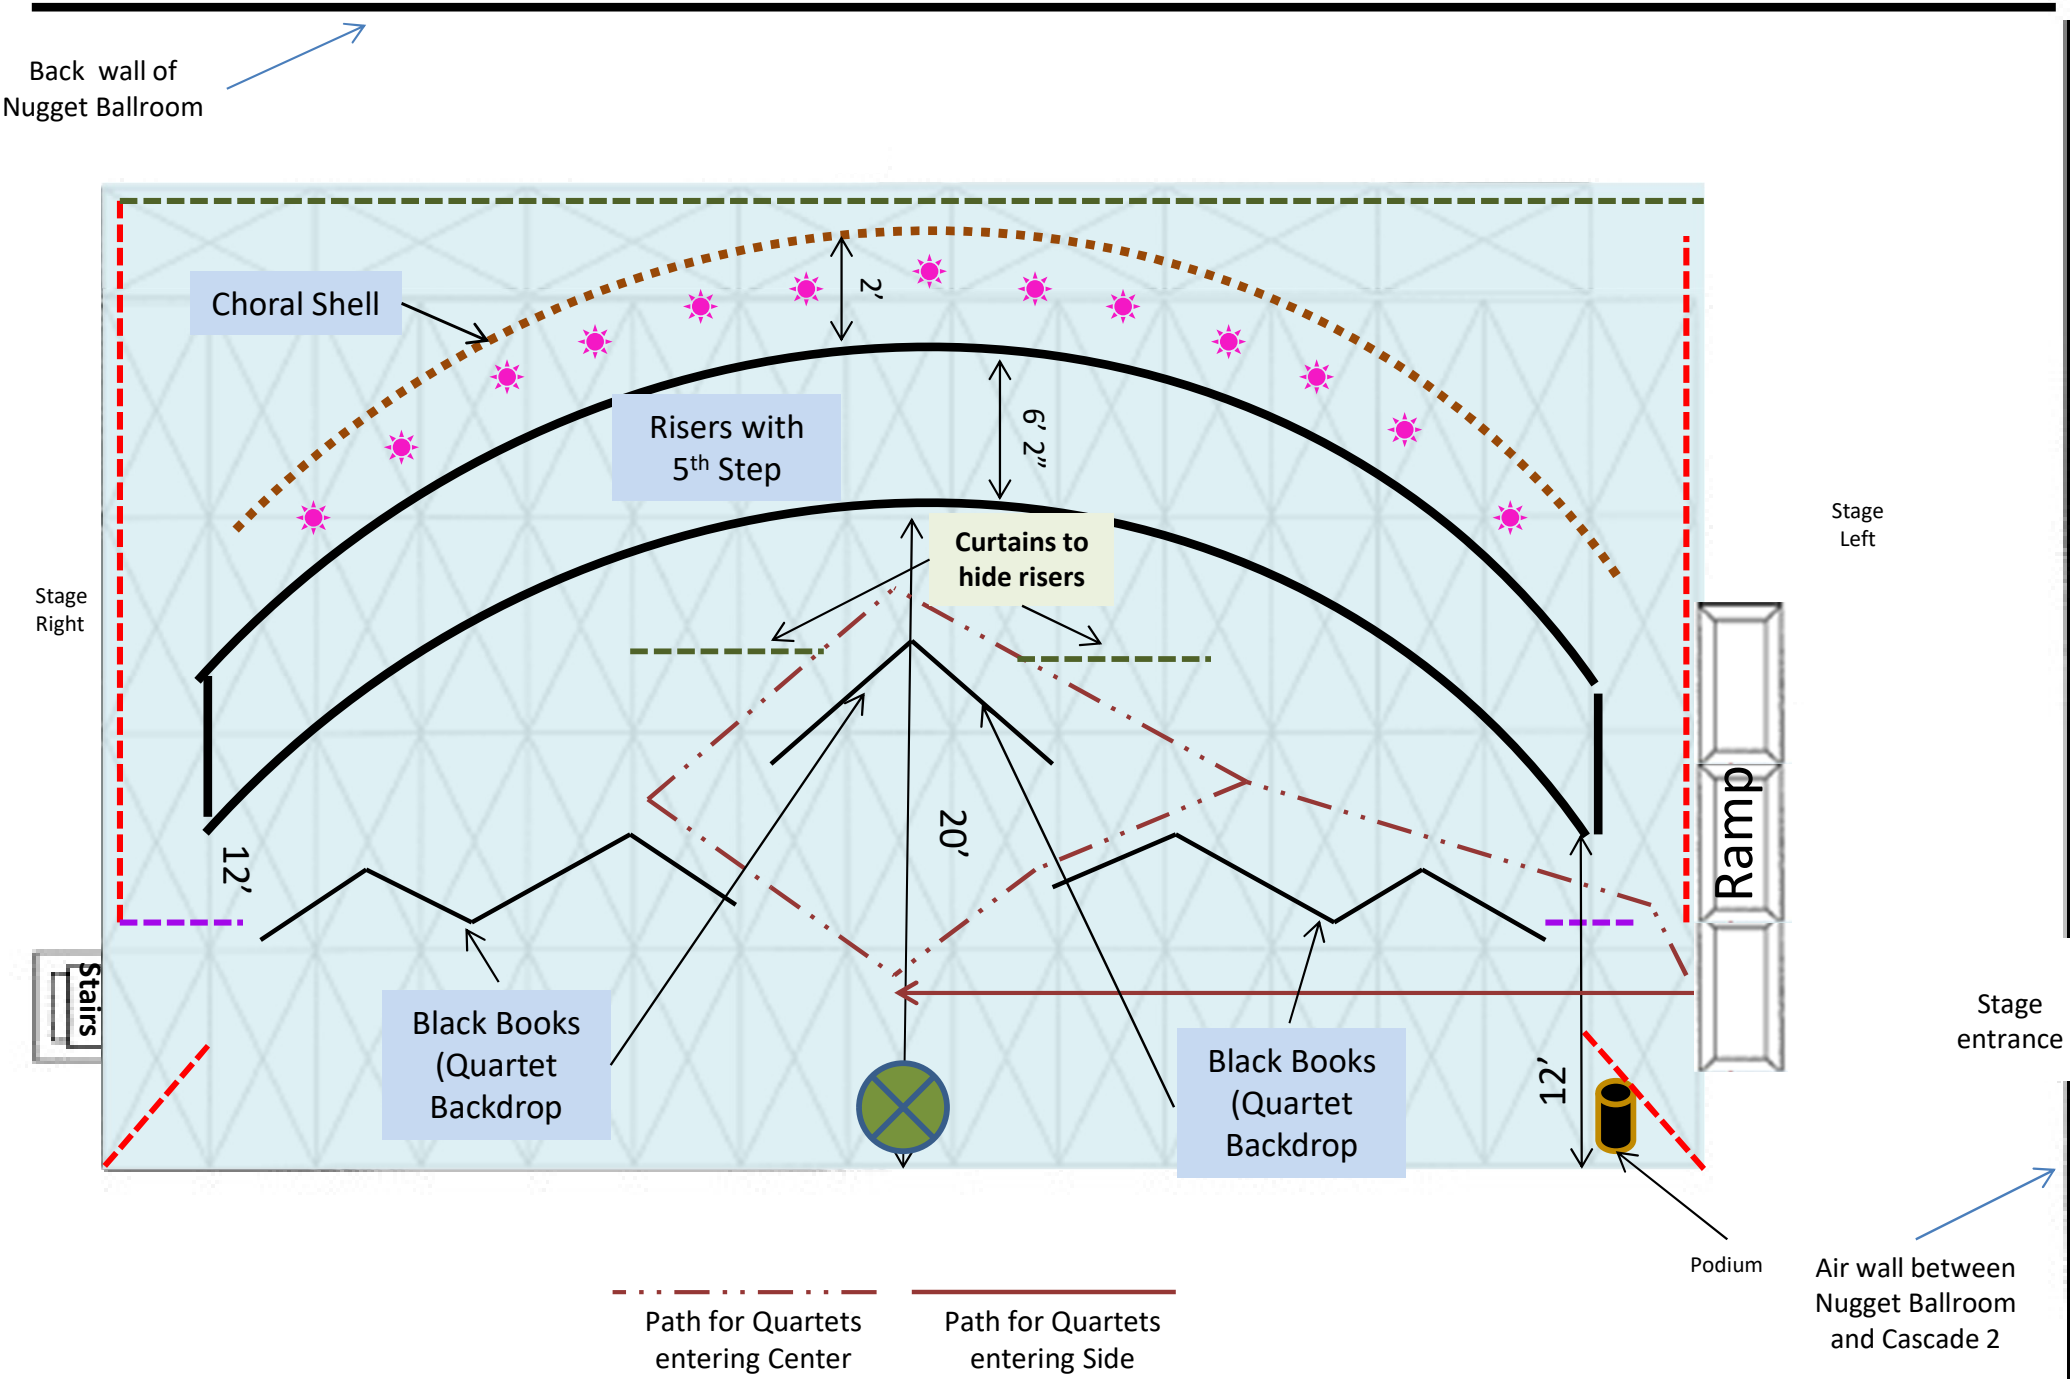 Back wall of
Nugget Ballroom
Choral Shell
2’
Risers with
5th Step
6’ 2”
Curtains to
hide risers
Stage
Left
Stage
Right
Ramp
20’
12’
Stairs
Black Books
(Quartet
Backdrop
Black Books
(Quartet
Backdrop
12’
Stage
entrance
Podium
Air wall between
Nugget Ballroom
and Cascade 2
Path for Quartets
entering Center
Path for Quartets
entering Side